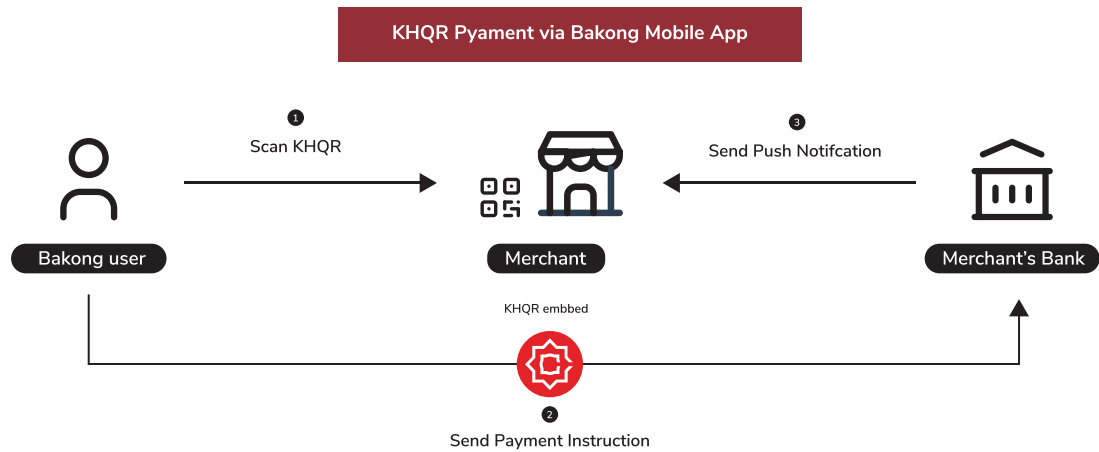 KHQR Pyament via Bakong Mobile App
1
Scan KHQR
3
Send Push Notifcation
Bakong user
Merchant
Merchant's Bank
KHQR embbed
2
Send Payment Instruction